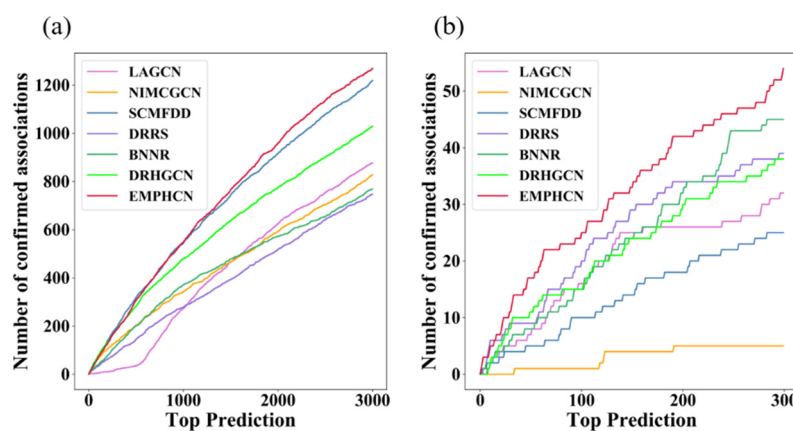 (a)
Number of confirmed associations
1200
1000
800
600
400
200
0
LAGCN
NIMCGCN
SCMFDD
DRRS
BNNR
DRHGCN
EMPHCN
0 1000 2000 3000
Top Prediction
(b)
Number of confirmed associations
50
40
30
20
10
0
LAGCN
NIMCGCN
SCMFDD
DRRS
BNNR
DRHGCN
EMPHCN
0 100 200 300
Top Prediction